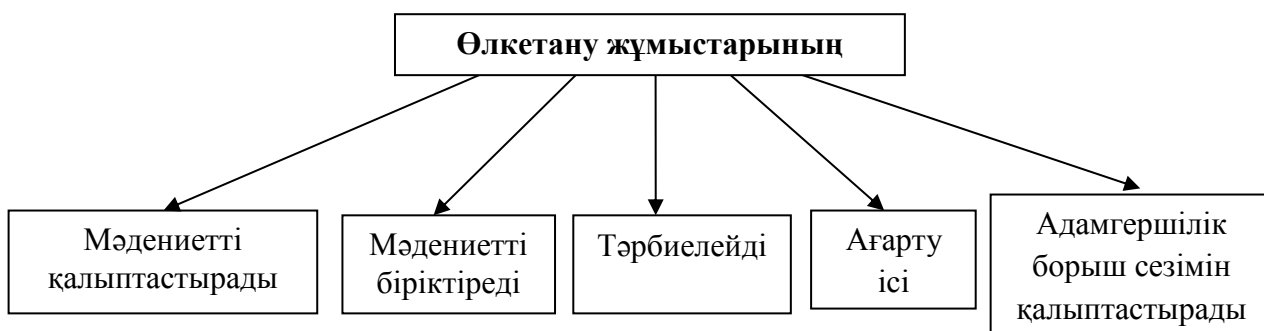 Өлкетану жұмыстарының
Мәдениетті
қалыптастырады
Мәдениетті
біріктіреді
Тәрбиелейді
Ағарту
ісі
Адамгершілік
борыш сезімін
қалыптастырады